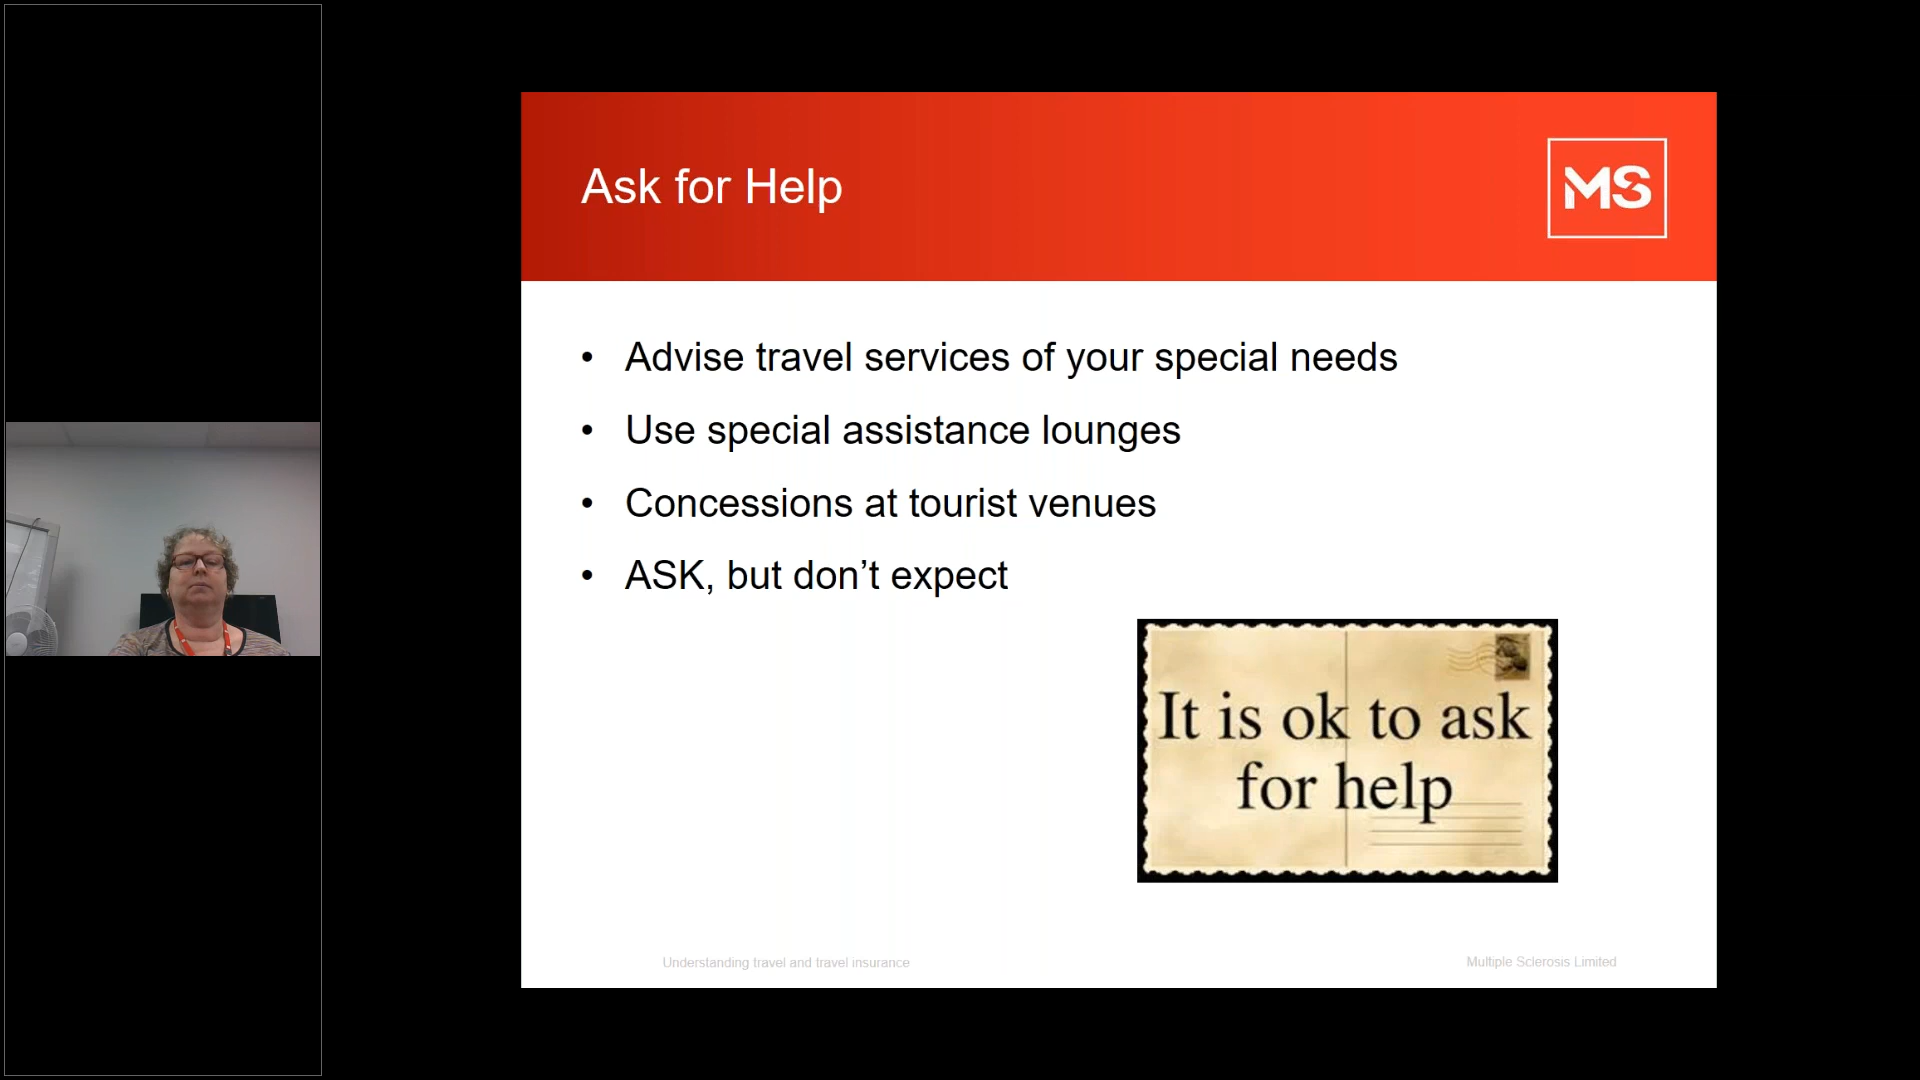 Ask for Help
MS
• Advise travel services of your special needs
• Use special assistance lounges
• Concessions at tourist venues
• ASK, but don’t expect
It is ok to ask
for help
Understanding travel and travel insurance
Multiple Sclerosis Limited